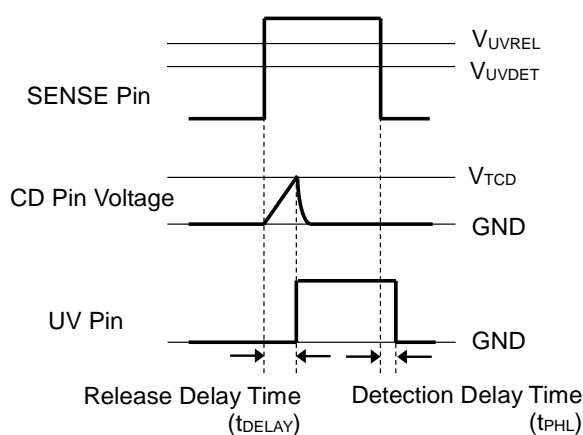 VUVREL
VUVDET
SENSE Pin
VTCD
CD Pin Voltage
GND
UV Pin
GND
Release Delay Time
(tDELAY)
Detection Delay Time
(tPHL)